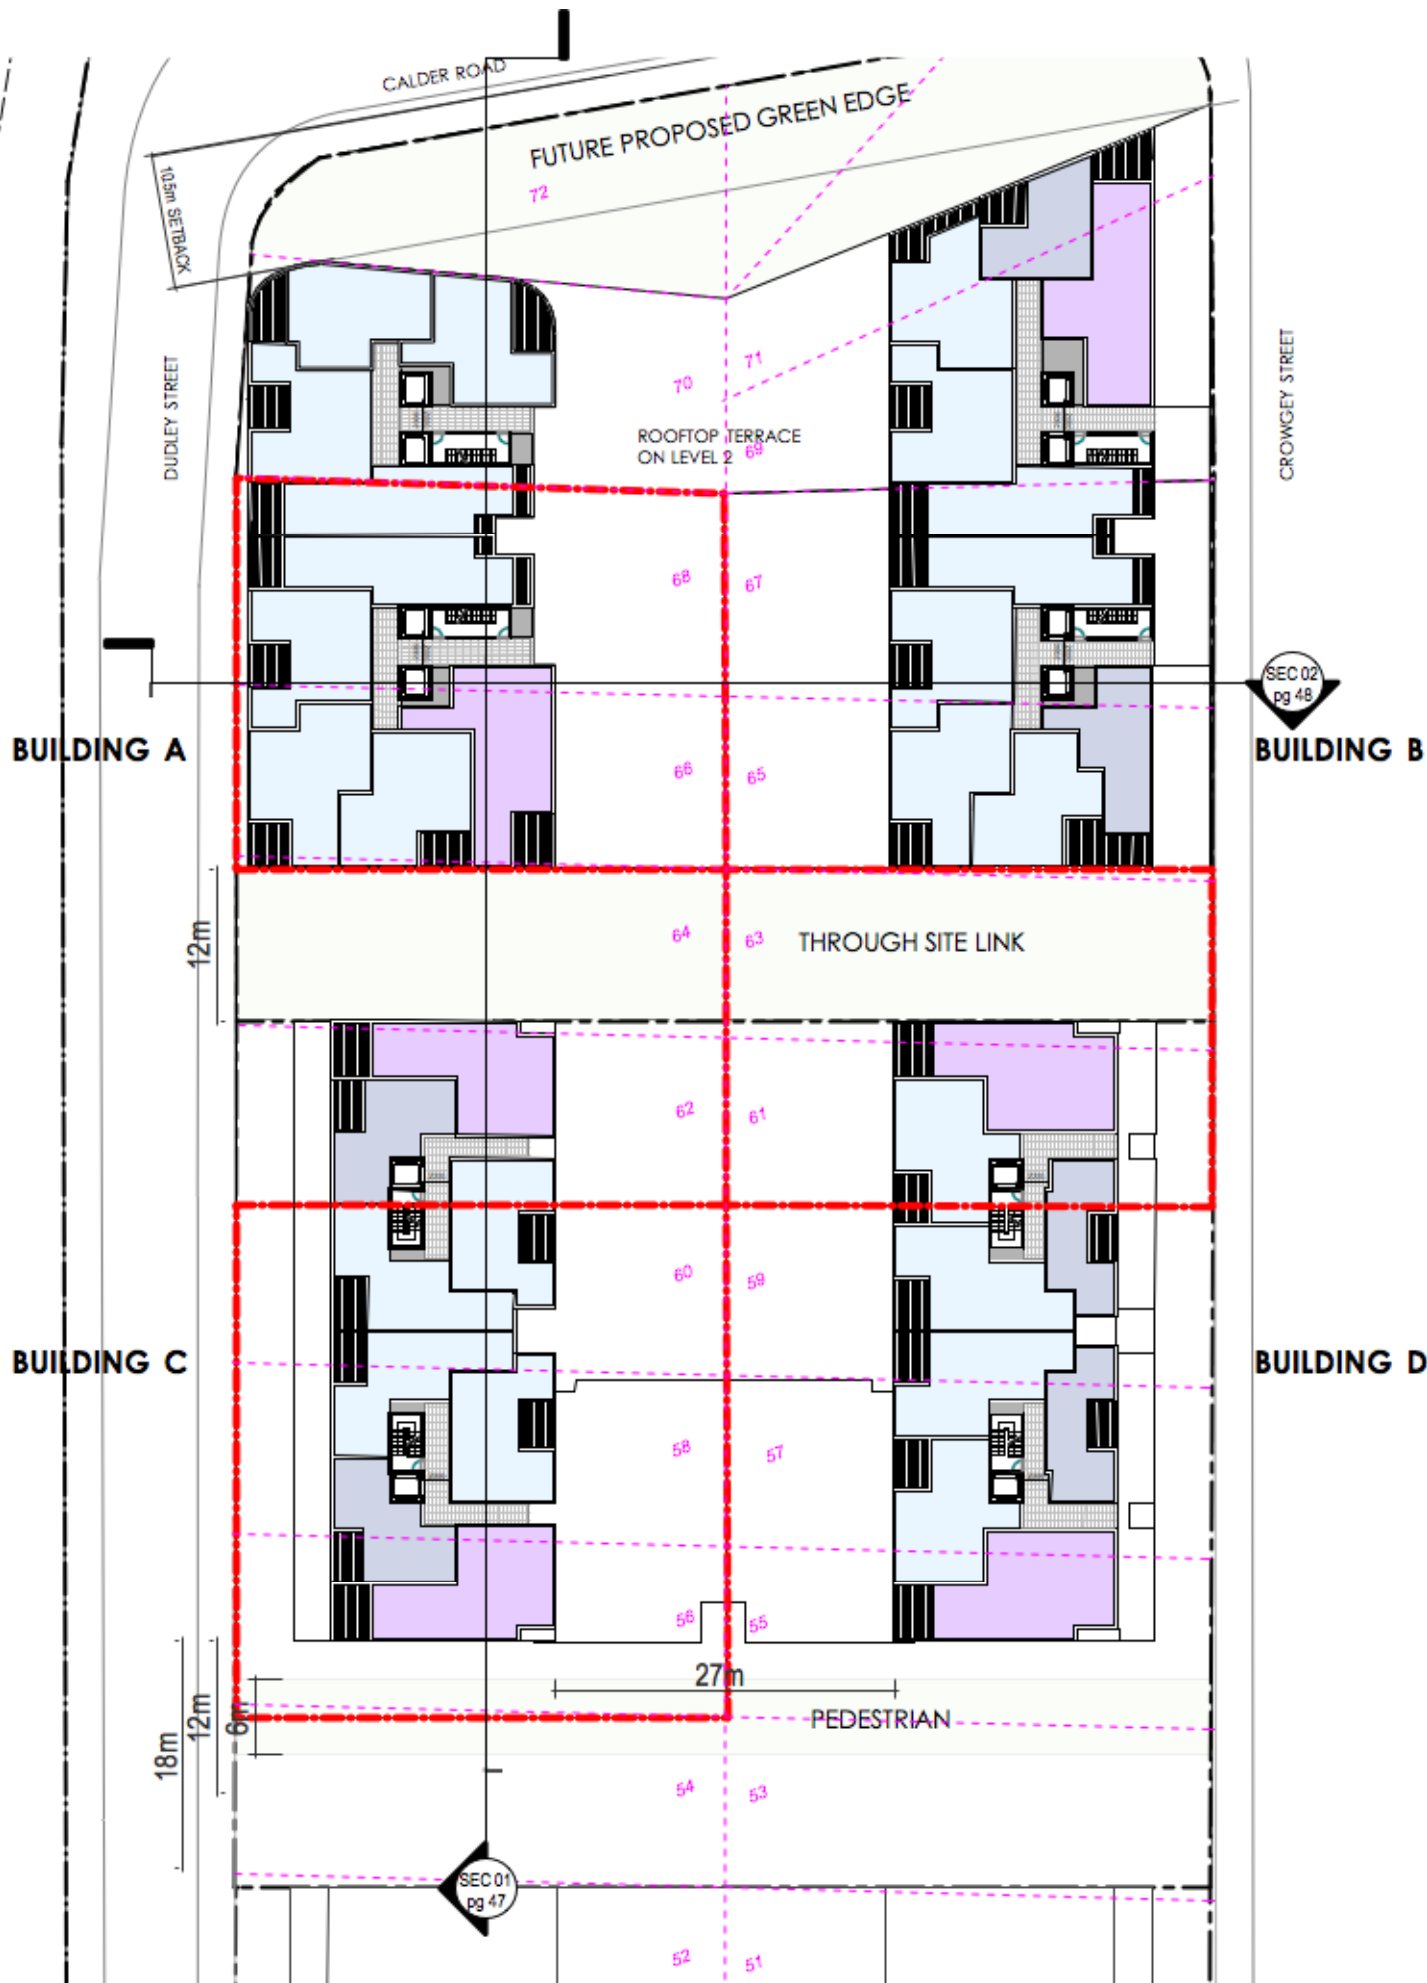 CALDER ROAD
FUTURE PROPOSED GREEN EDGE
72
10.5m SETBACK
DUDLEY STREET
CROWGEY STREET
71
70
ROOFTOP TERRACE
ON LEVEL 2
69
68
67
SEC 02
pg 48
BUILDING A
BUILDING B
66
65
12m
64
63
THROUGH SITE LINK
62
61
60
59
BUILDING C
BUILDING D
58
57
56
55
27m
18m
12m
6m
PEDESTRIAN
54
53
SEC 01
pg 47
52
51